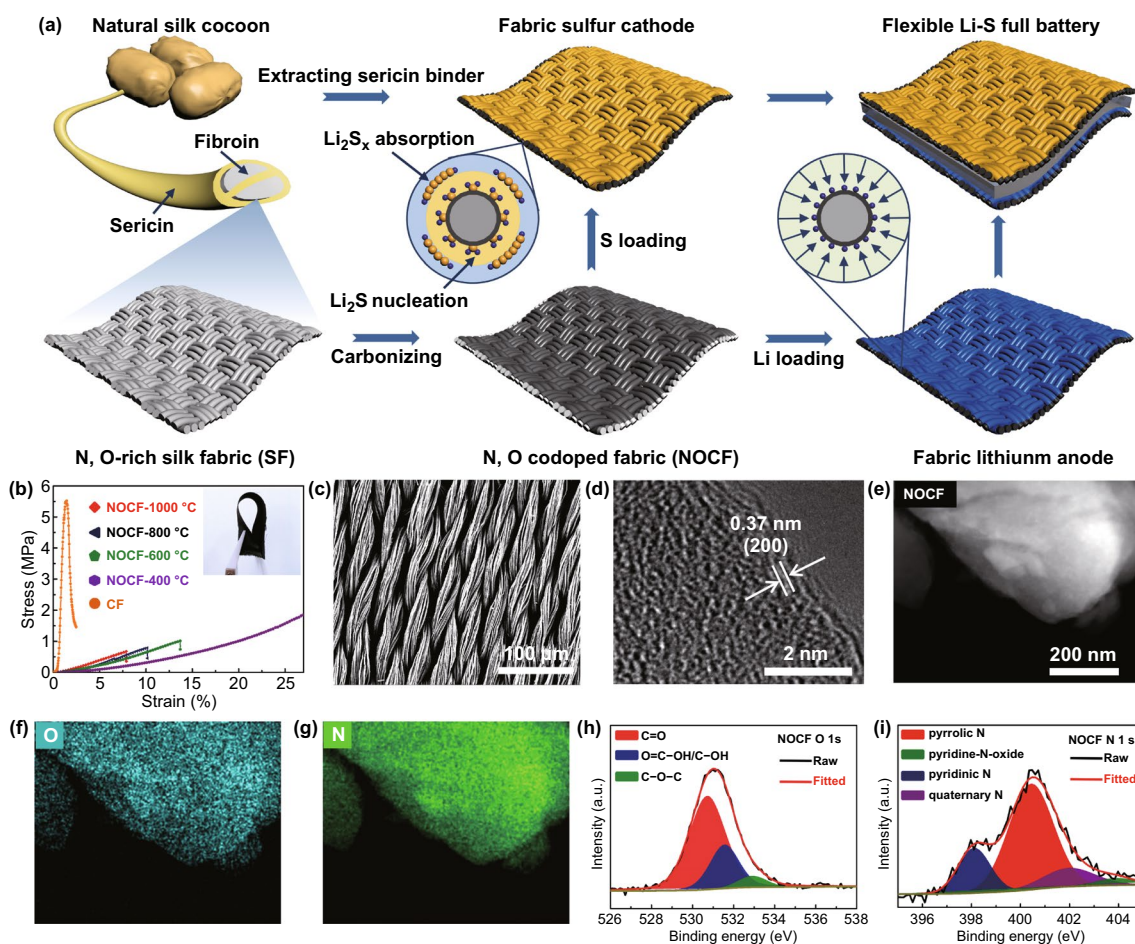 (a)
Natural silk cocoon
Fabric sulfur cathode
Flexible Li-S full battery
Extracting sericin binder
Li₂Sₓ absorption
Fibroin
Sericin
S loading
Li₂S nucleation
Carbonizing
Li loading
N, O-rich silk fabric (SF)
N, O codoped fabric (NOCF)
Fabric lithiunm anode
(b)
6
5
4
3
2
1
0
Stress (MPa)
NOCF-1000 °C
NOCF-800 °C
NOCF-600 °C
NOCF-400 °C
CF
0 5 10 15 20 25
Strain (%)
(c)
100 um
(d)
0.37 nm
(200)
2 nm
(e)
NOCF
200 nm
(f)
O
(g)
N
(h)
C=O
O=C–OH/C–OH
C–O–C
NOCF O 1s
Raw
Fitted
Intensity (a.u.)
526 528 530 532 534 536 538
Binding energy (eV)
(i)
pyrrolic N
pyridine-N-oxide
pyridinic N
quaternary N
NOCF N 1 s
Raw
Fitted
Intensity (a.u.)
396 398 400 402 404
Binding energy (eV)